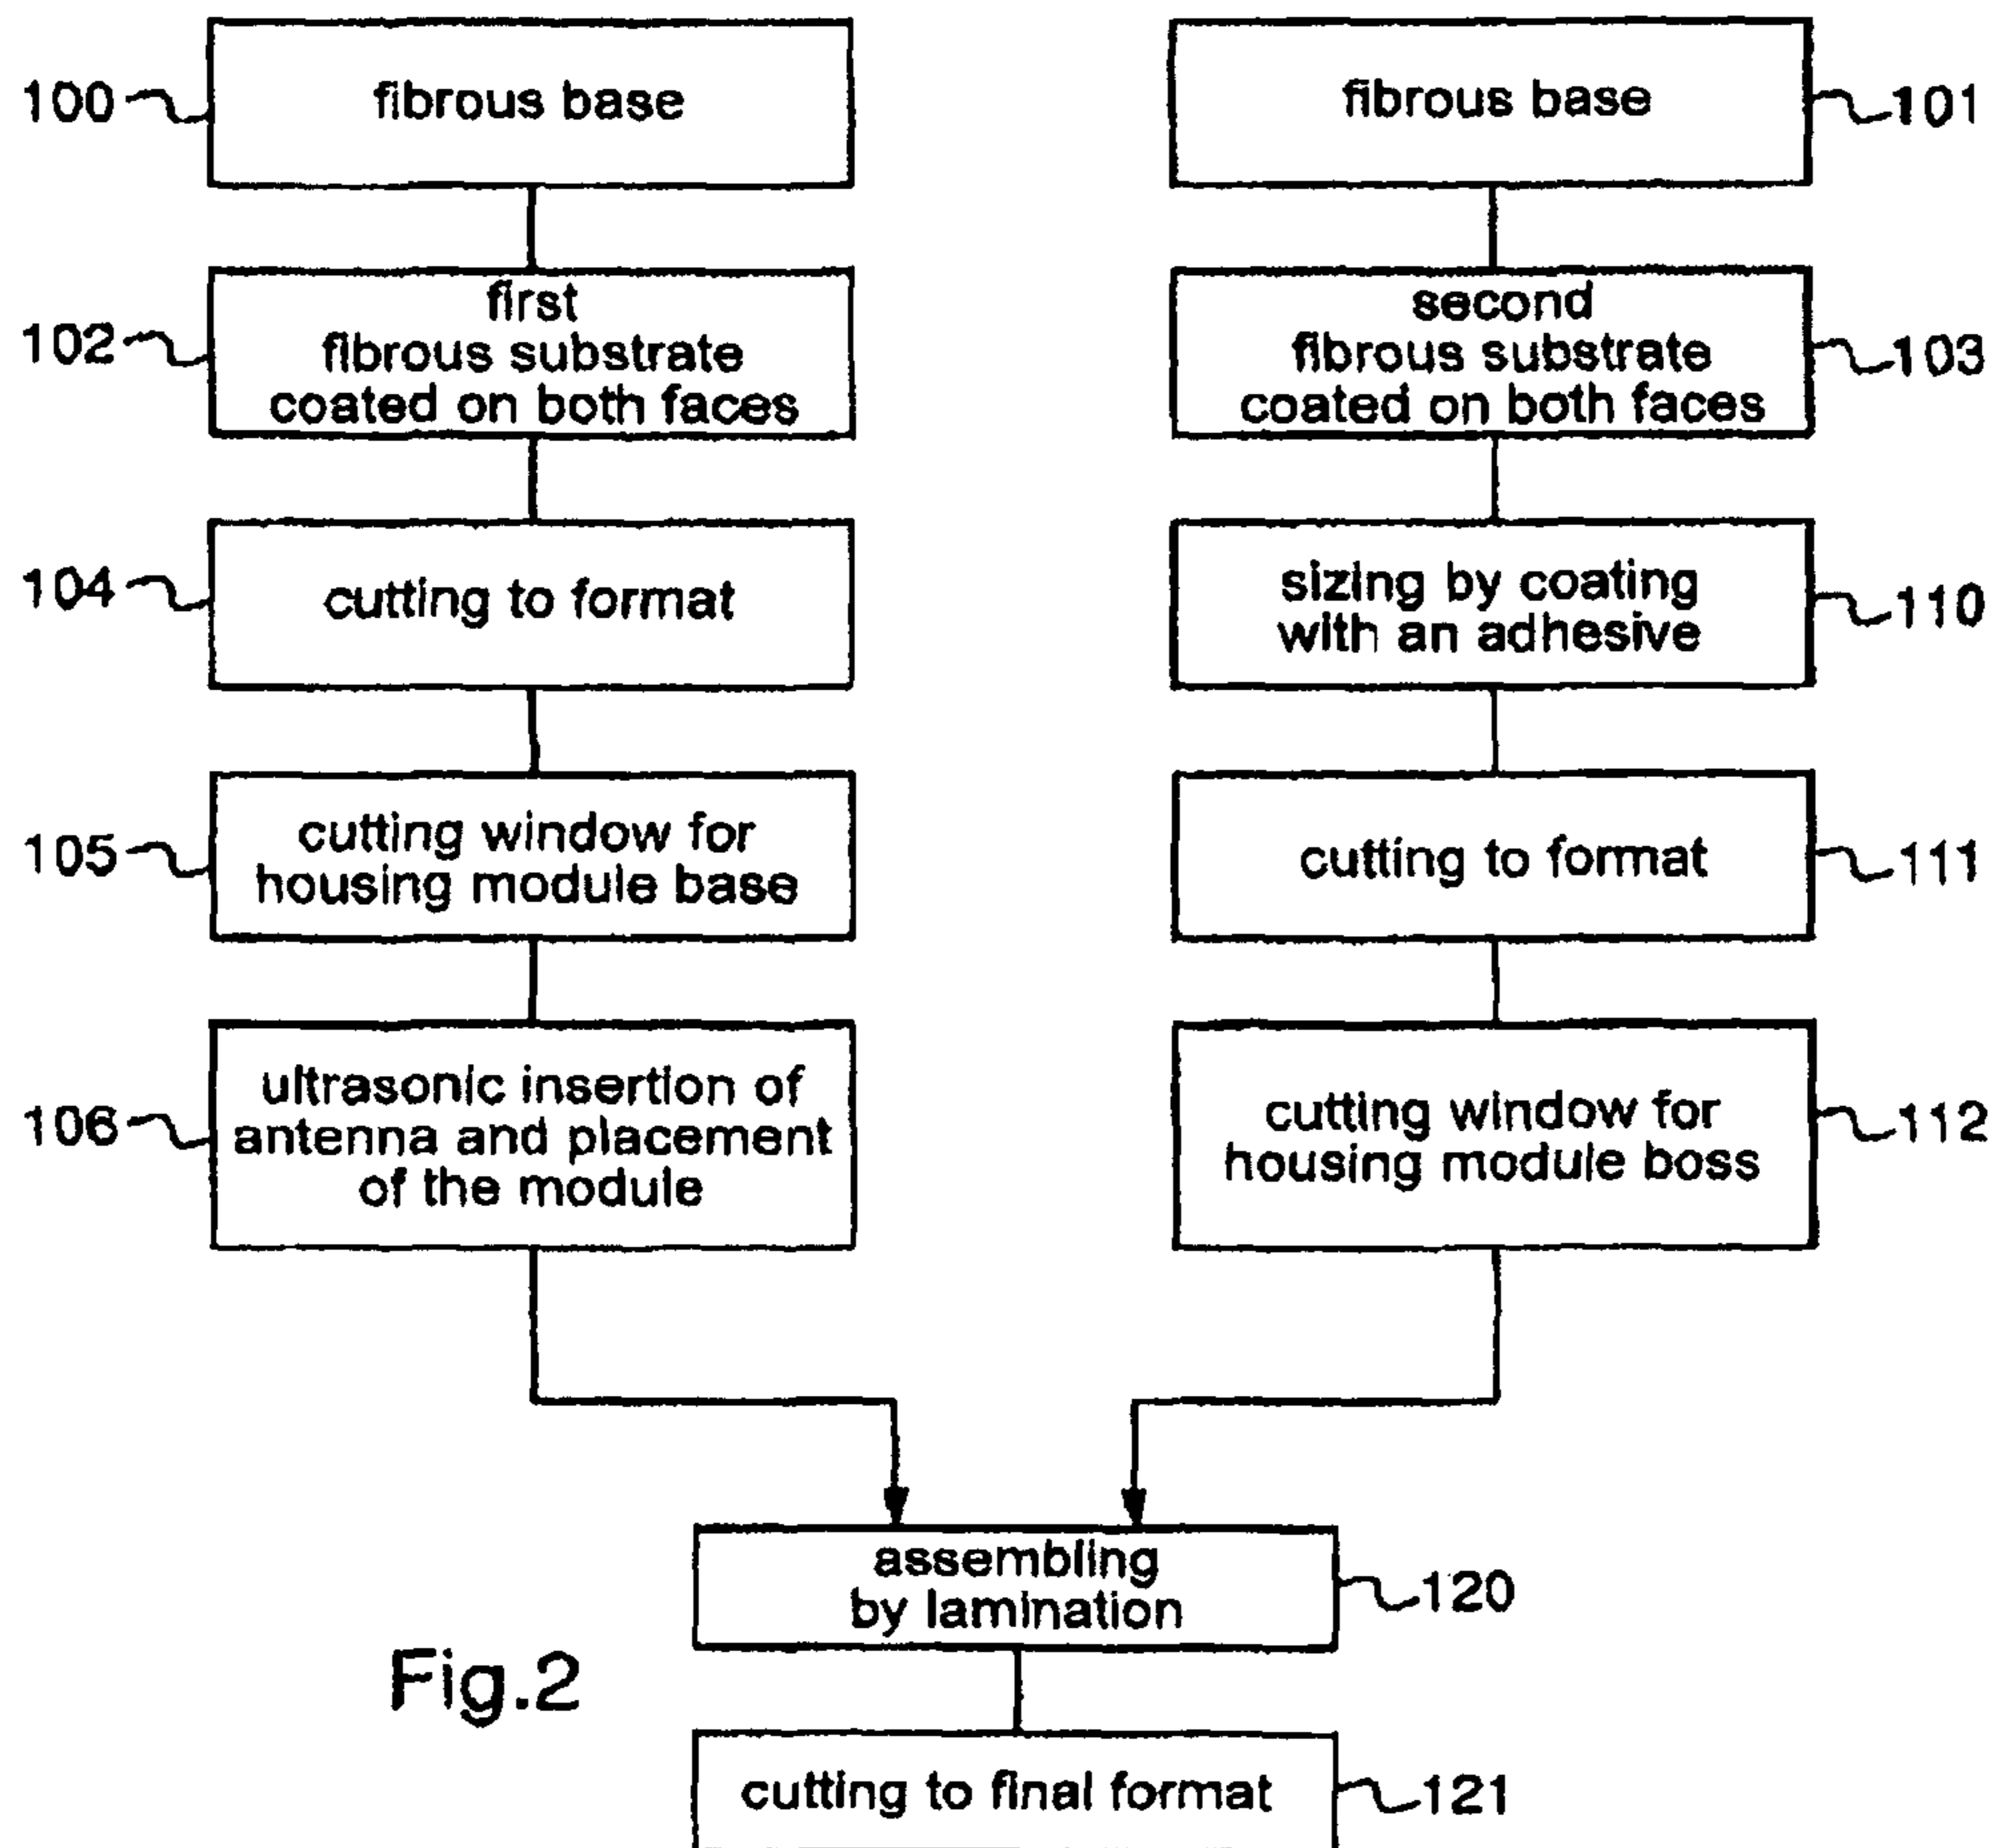 100
fibrous base
fibrous base
101
102
first
fibrous substrate
coated on both faces
second
fibrous substrate
coated on both faces
103
104
cutting to format
sizing by coating
with an adhesive
110
105
cutting window for
housing module base
cutting to format
111
106
ultrasonic insertion of
antenna and placement
of the module
cutting window for
housing module boss
112
assembling
by lamination
120
Fig.2
cutting to final format
121